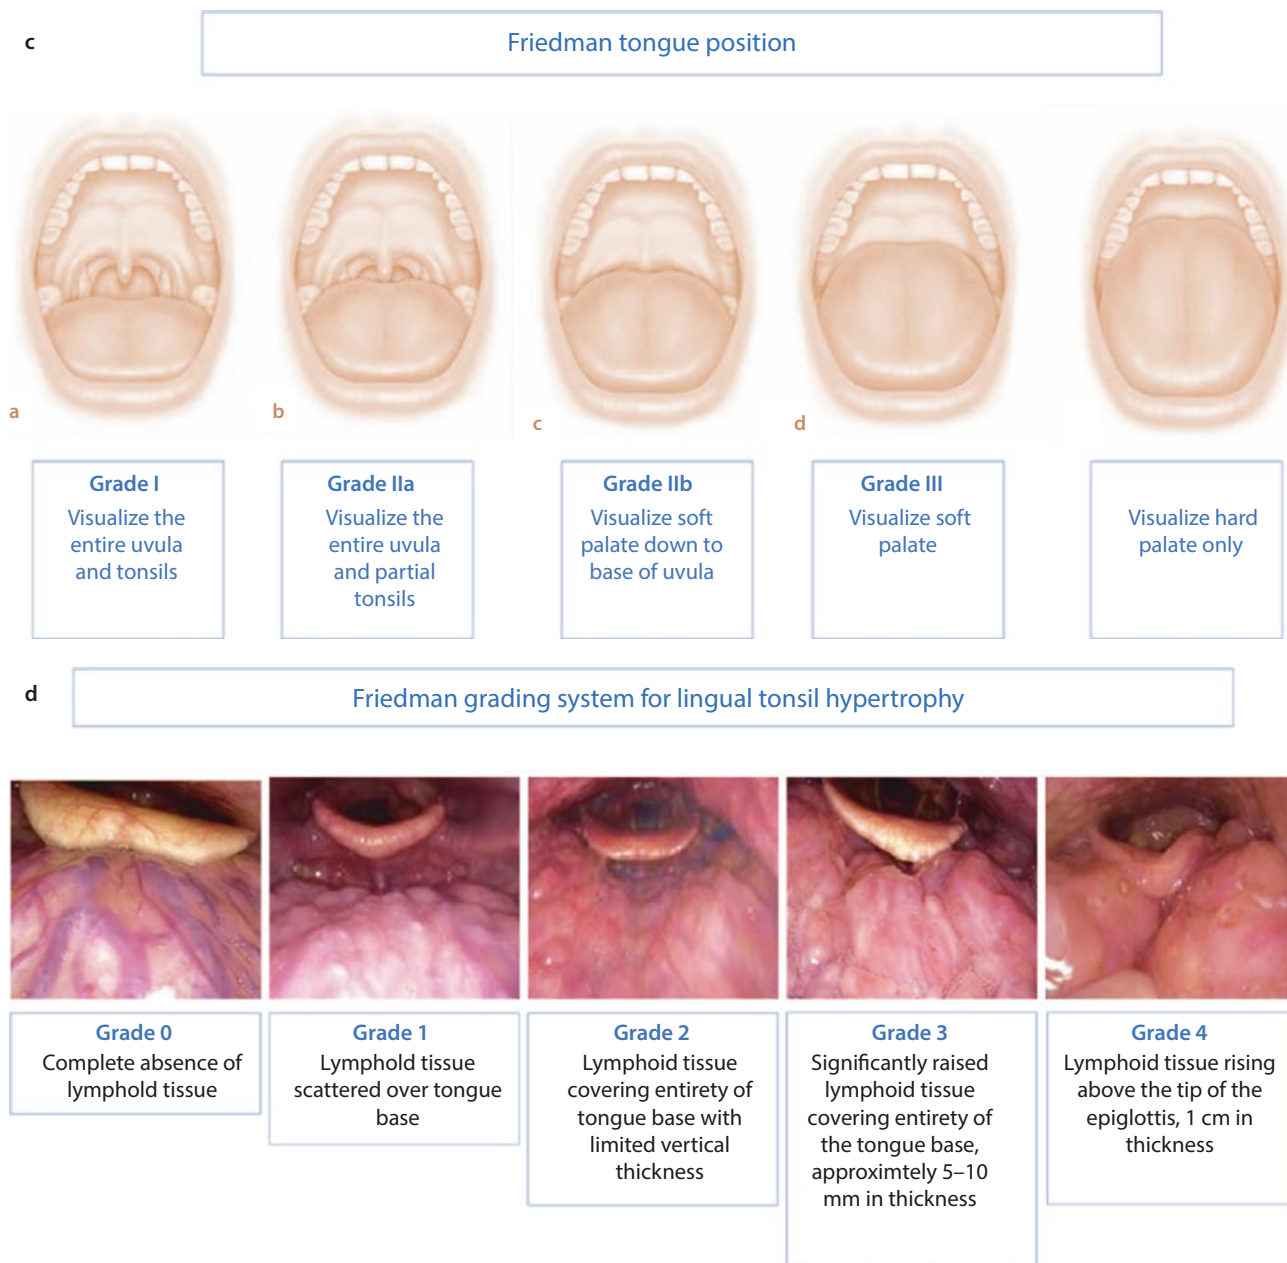 c
Friedman tongue position
a
b
c
d
Grade I
Visualize the
entire uvula
and tonsils
Grade IIa
Visualize the
entire uvula
and partial
tonsils
Grade IIb
Visualize soft
palate down to
base of uvula
Grade III
Visualize soft
palate
Visualize hard
palate only
d
Friedman grading system for lingual tonsil hypertrophy
Grade 0
Complete absence of
lymphold tissue
Grade 1
Lymphold tissue
scattered over tongue
base
Grade 2
Lymphoid tissue
covering entirety of
tongue base with
limited vertical
thickness
Grade 3
Significantly raised
lymphoid tissue
covering entirety of
the tongue base,
approximtely 5–10
mm in thickness
Grade 4
Lymphoid tissue rising
above the tip of the
epiglottis, 1 cm in
thickness